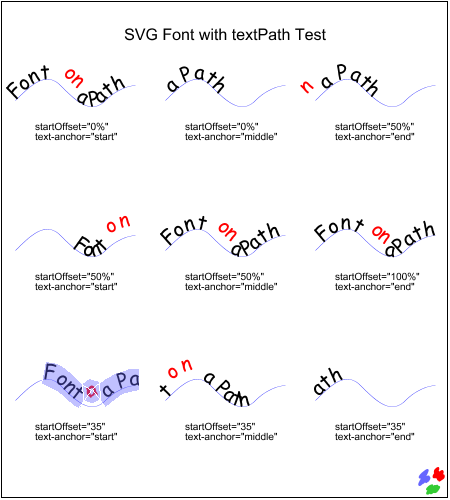 SVG Font with textPath Test
Font on aPath
aPath
n aPath
startOffset="0%"
text-anchor="start"
startOffset="0%"
text-anchor="middle"
startOffset="50%"
text-anchor="end"
Font on
Font on aPath
Font on aPath
startOffset="50%"
text-anchor="start"
startOffset="50%"
text-anchor="middle"
startOffset="100%"
text-anchor="end"
Font a Pa
t on a Path
ath
startOffset="35"
text-anchor="start"
startOffset="35"
text-anchor="middle"
startOffset="35"
text-anchor="end"